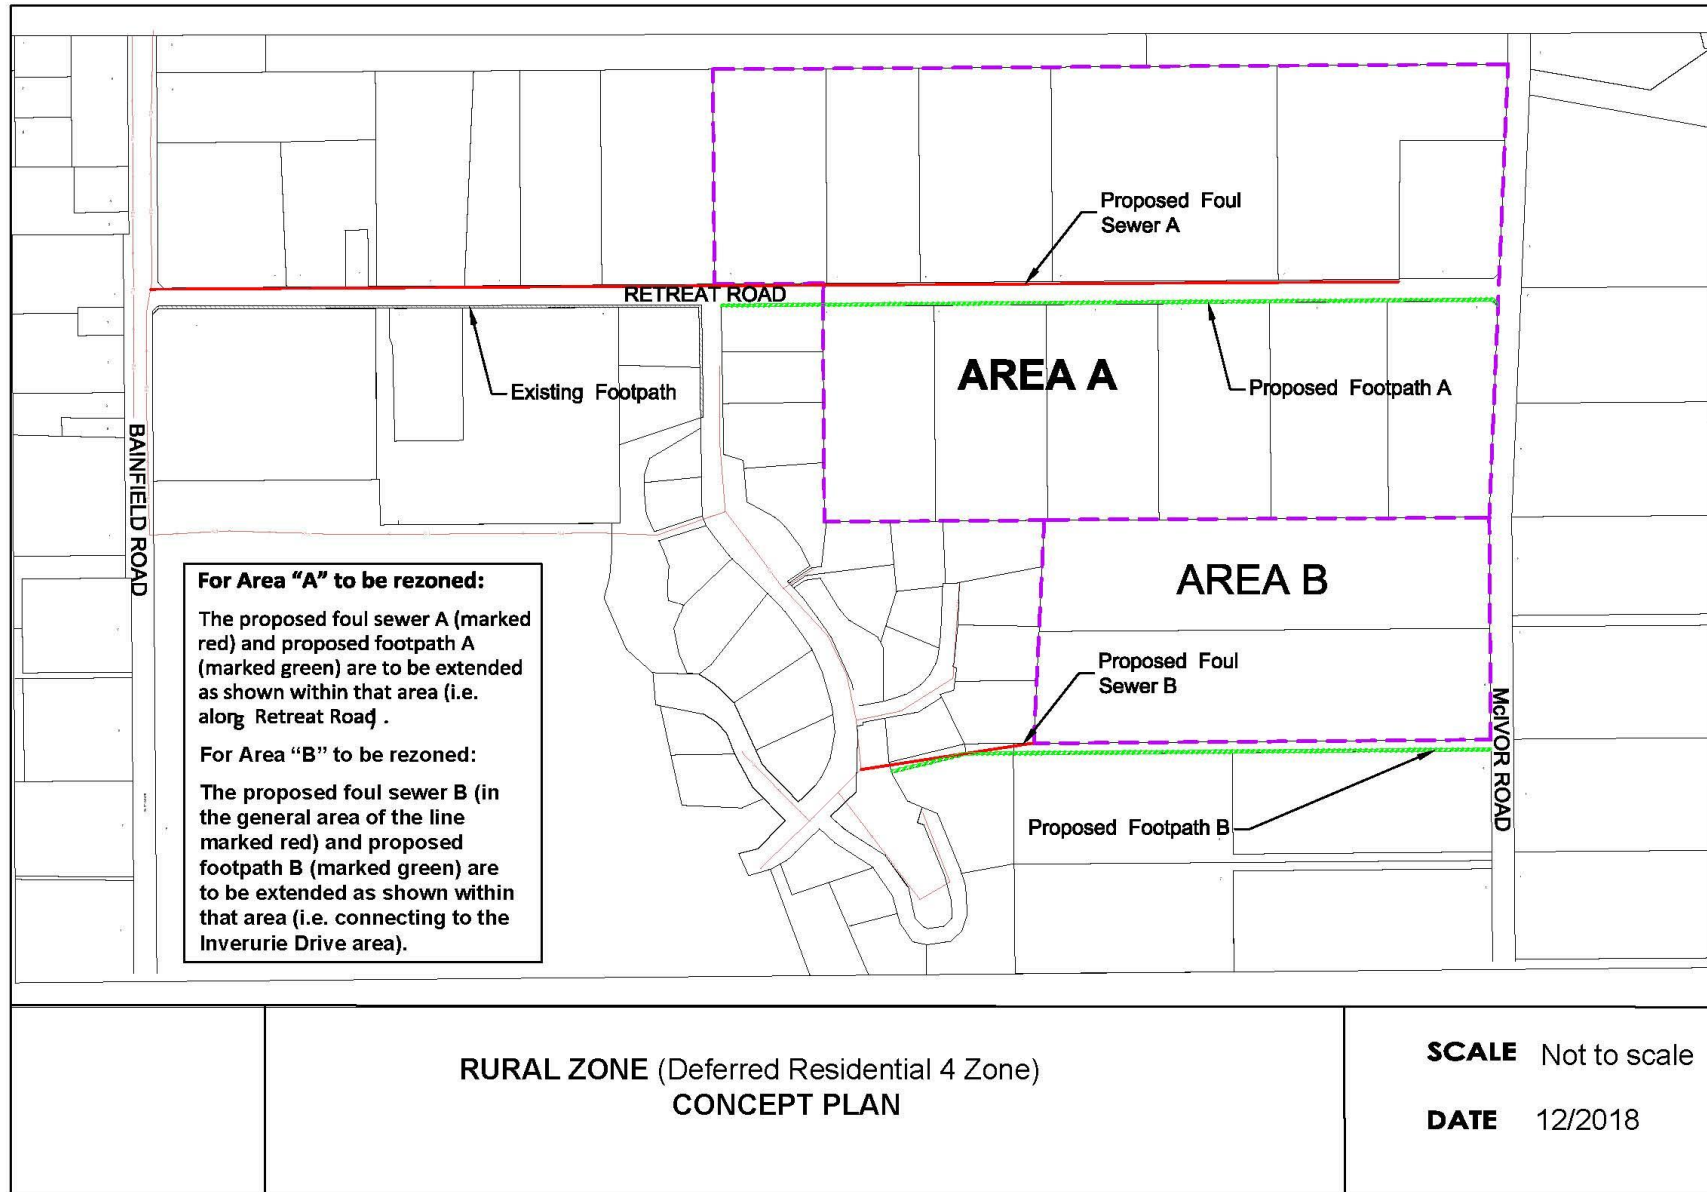 Proposed Foul
Sewer A
RETREAT ROAD
AREA A
Existing Footpath
Proposed Footpath A
BAINFIELD ROAD
AREA B
For Area “A” to be rezoned:
The proposed foul sewer A (marked
red) and proposed footpath A
(marked green) are to be extended
as shown within that area (i.e.
along Retreat Road .
For Area “B” to be rezoned:
The proposed foul sewer B (in
the general area of the line
marked red) and proposed
footpath B (marked green) are
to be extended as shown within
that area (i.e. connecting to the
Inverurie Drive area).
Proposed Foul
Sewer B
McIVOR ROAD
Proposed Footpath B
RURAL ZONE (Deferred Residential 4 Zone)
CONCEPT PLAN
SCALE Not to scale
DATE 12/2018